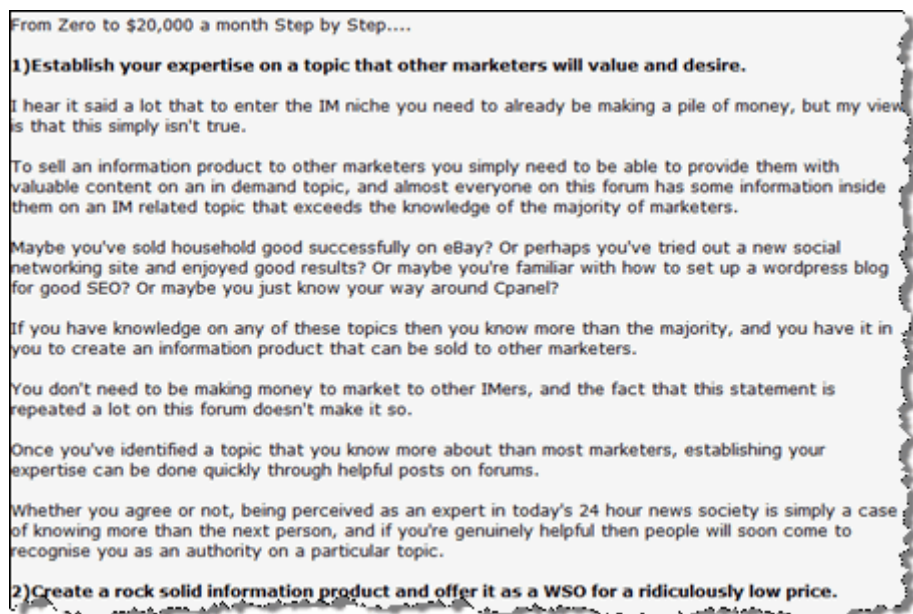 From Zero to $20,000 a month Step by Step....
1)Establish your expertise on a topic that other marketers will value and desire.
I hear it said a lot that to enter the IM niche you need to already be making a pile of money, but my view
is that this simply isn't true.
To sell an information product to other marketers you simply need to be able to provide them with
valuable content on an in demand topic, and almost everyone on this forum has some information inside
them on an IM related topic that exceeds the knowledge of the majority of marketers.
Maybe you've sold household good successfully on eBay? Or perhaps you've tried out a new social
networking site and enjoyed good results? Or maybe you're familiar with how to set up a wordpress blog
for good SEO? Or maybe you just know your way around Cpanel?
If you have knowledge on any of these topics then you know more than the majority, and you have it in
you to create an information product that can be sold to other marketers.
You don't need to be making money to market to other IMers, and the fact that this statement is
repeated a lot on this forum doesn't make it so.
Once you've identified a topic that you know more about than most marketers, establishing your
expertise can be done quickly through helpful posts on forums.
Whether you agree or not, being perceived as an expert in today's 24 hour news society is simply a case
of knowing more than the next person, and if you're genuinely helpful then people will soon come to
recognise you as an authority on a particular topic.
2)Create a rock solid information product and offer it as a WSO for a ridiculously low price.